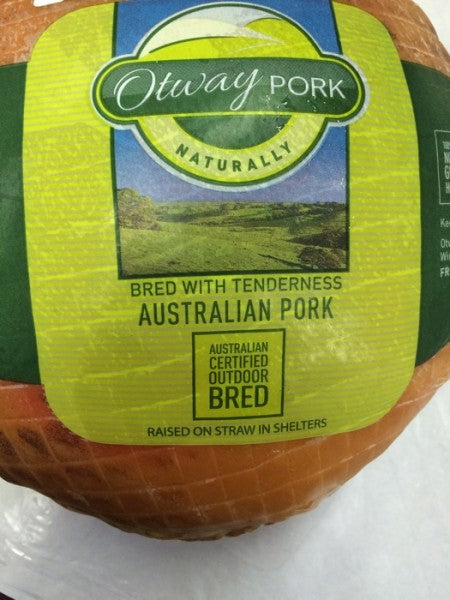 Otway PORK
NATURALLY
BRED WITH TENDERNESS
AUSTRALIAN PORK
AUSTRALIAN
CERTIFIED
OUTDOOR
BRED
RAISED ON STRAW IN SHELTERS